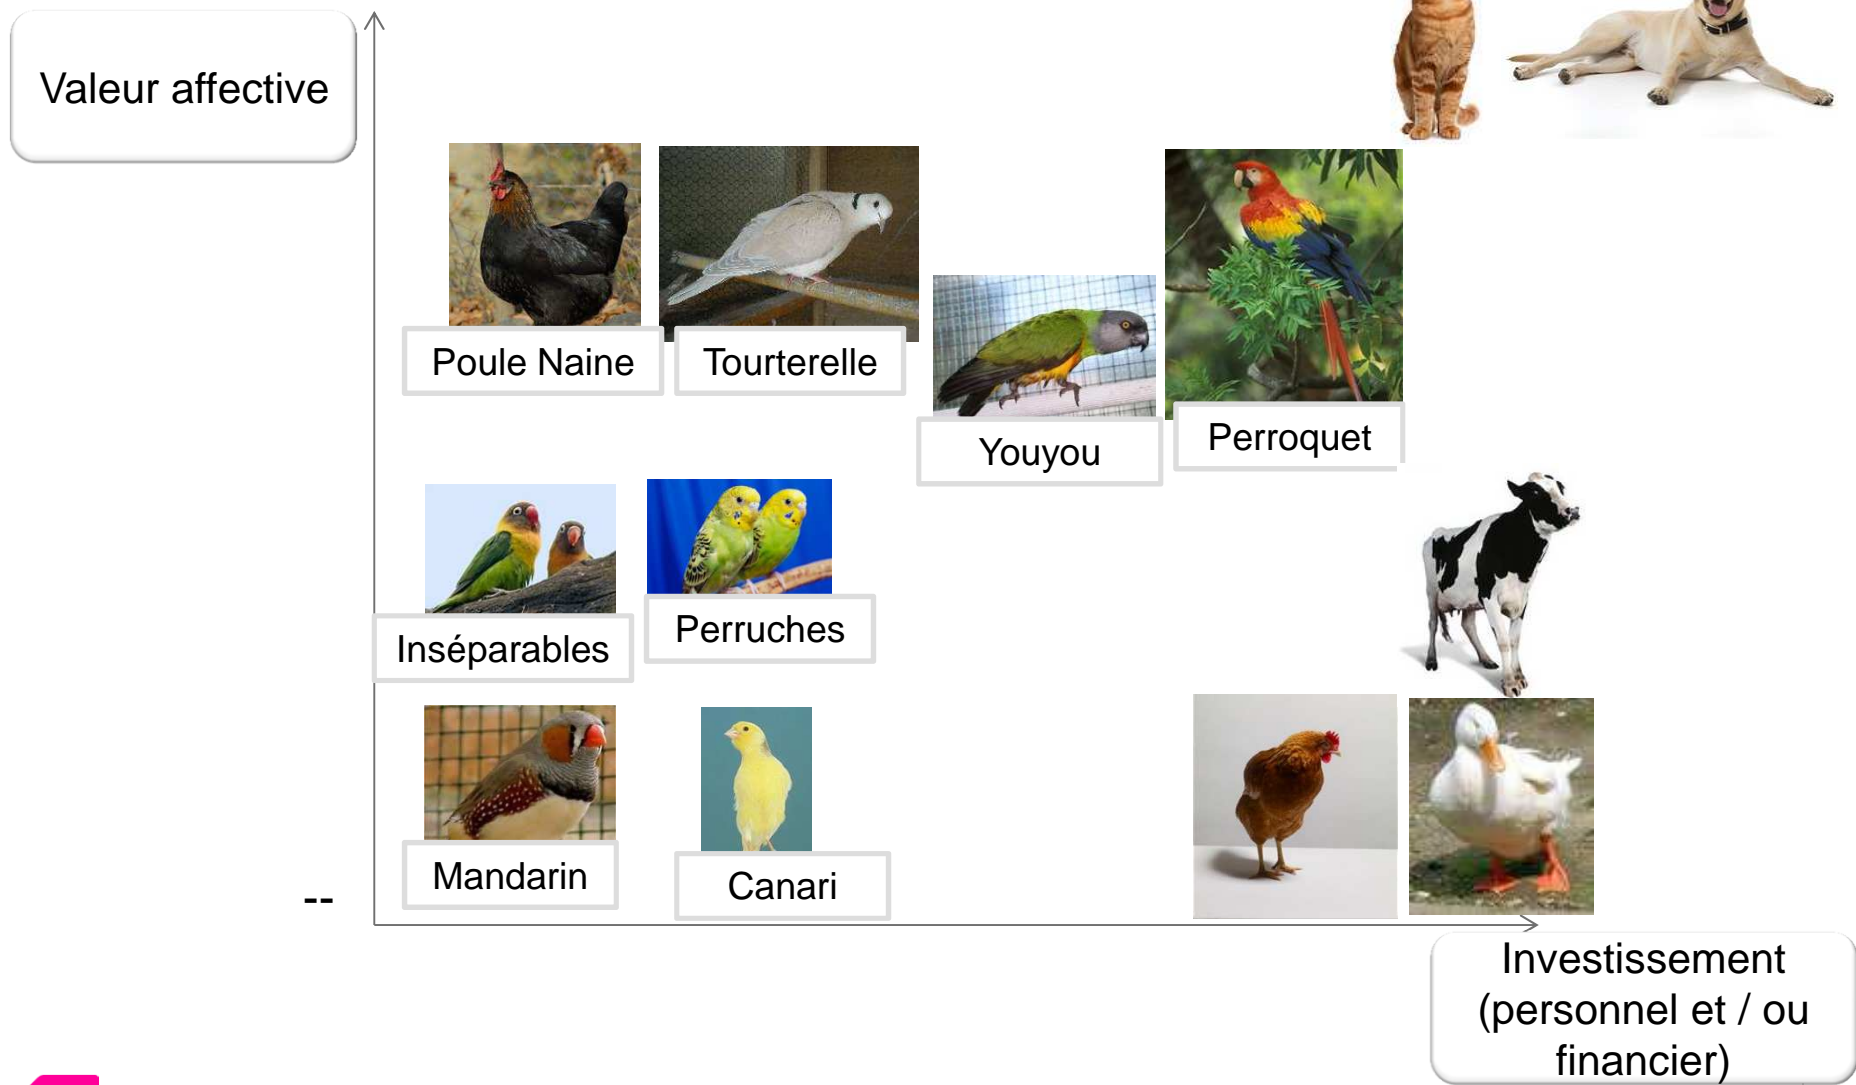 Valeur affective
Poule Naine
Tourterelle
Youyou
Perroquet
Inséparables
Perruches
Mandarin
Canari
--
Investissement
(personnel et / ou
financier)